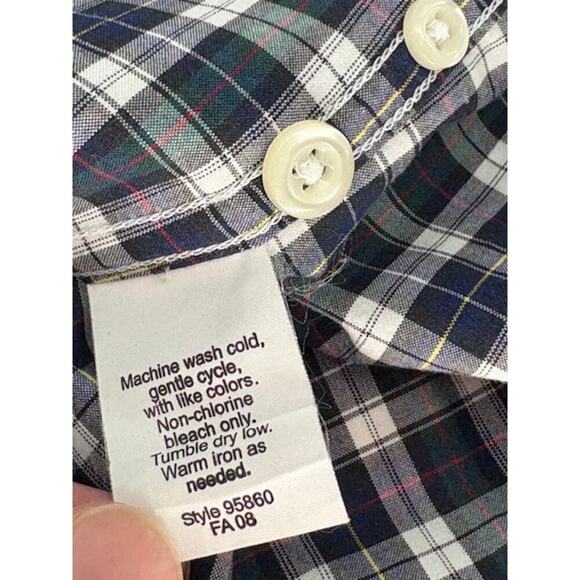 Machine wash cold,
gentle cycle,
with like colors.
Non-chlorine
bleach only.
Tumble dry low.
Warm iron as
needed.
Style 95860
FA 08